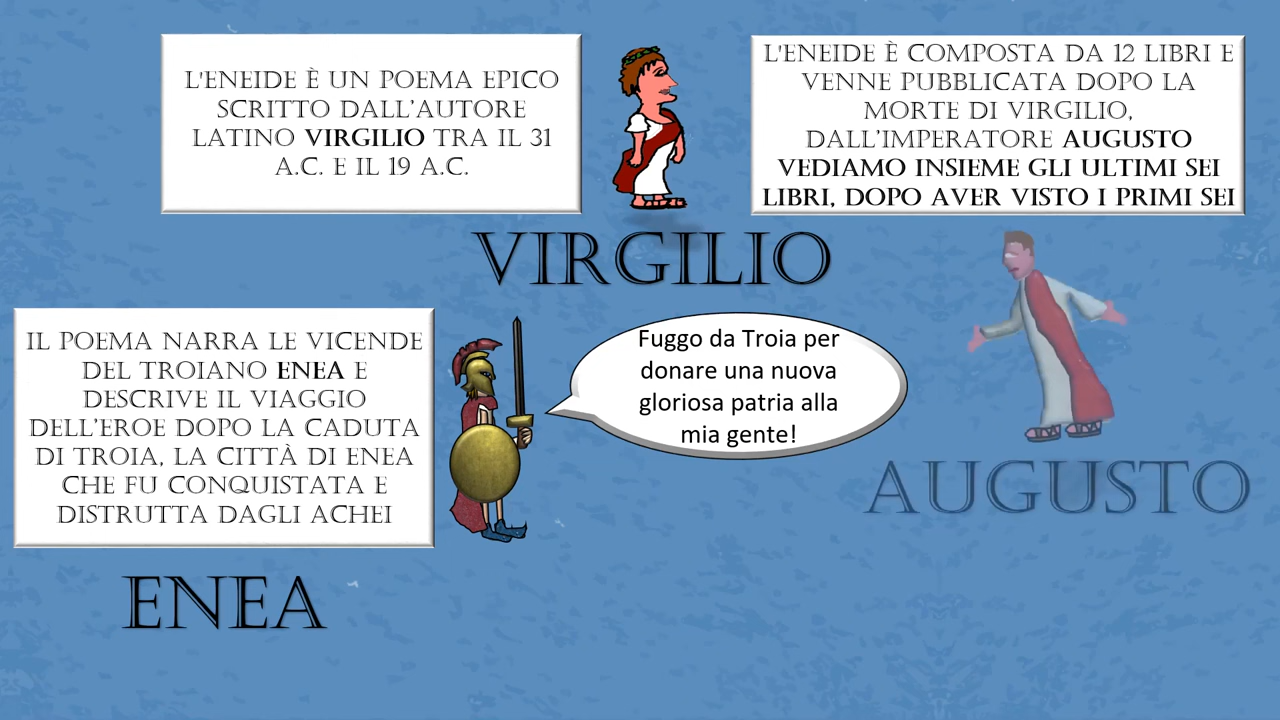 L'ENEIDE È UN POEMA EPICO
SCRITTO DALL'AUTORE
LATINO VIRGILIO TRA IL 31
A.C. E IL 19 A.C.
L'ENEIDE È COMPOSTA DA 12 LIBRI E
VENNE PUBBLICATA DOPO LA
MORTE DI VIRGILIO,
DALL'IMPERATORE AUGUSTO
VEDIAMO INSIEME GLI ULTIMI SEI
LIBRI, DOPO AVER VISTO I PRIMI SEI
VIRGILIO
IL POEMA NARRA LE VICENDE
DEL TROIANO ENEA E
DESCRIVE IL VIAGGIO
DELL'EROE DOPO LA CADUTA
DI TROIA, LA CITTÀ DI ENEA
CHE FU CONQUISTATA E
DISTRUTTA DAGLI ACHEI
Fuggo da Troia per
donare una nuova
gloriosa patria alla
mia gente!
AUGUSTO
ENEA